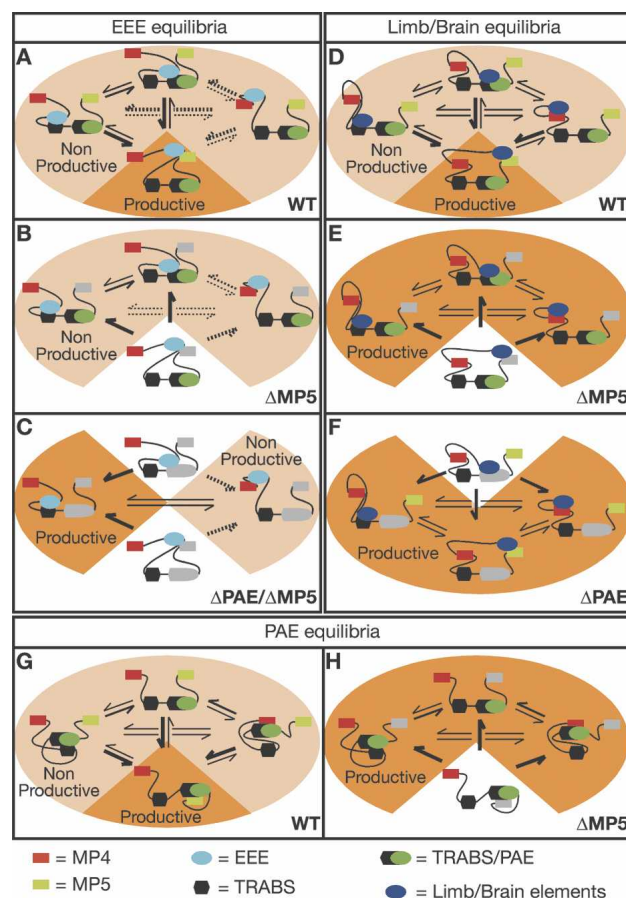 EEE equilibria
Limb/Brain equilibria
A
Non
Productive
Productive
WT
D
Non
Productive
Productive
WT
B
Non
Productive
ΔMP5
E
Productive
ΔMP5
C
Non
Productive
Productive
ΔPAE/ΔMP5
F
Productive
ΔPAE
PAE equilibria
G
Non
Productive
Productive
WT
H
Productive
ΔMP5
= MP4
= EEE
= TRABS/PAE
= MP5
= TRABS
= Limb/Brain elements